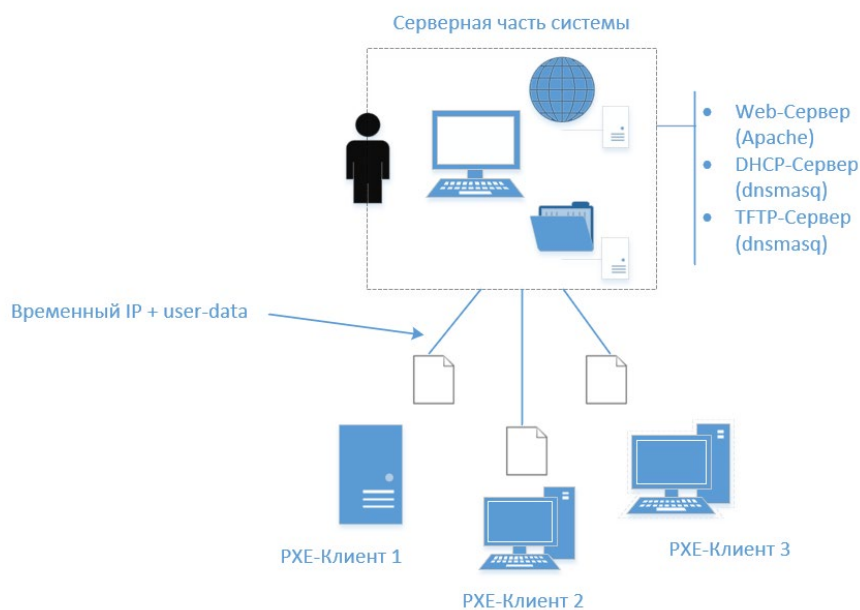 Серверная часть системы
Web-Сервер
(Apache)
DHCP-Сервер
(dnsmasq)
TFTP-Сервер
(dnsmasq)
Временный IP + user-data
PXE-Клиент 1
PXE-Клиент 2
PXE-Клиент 3